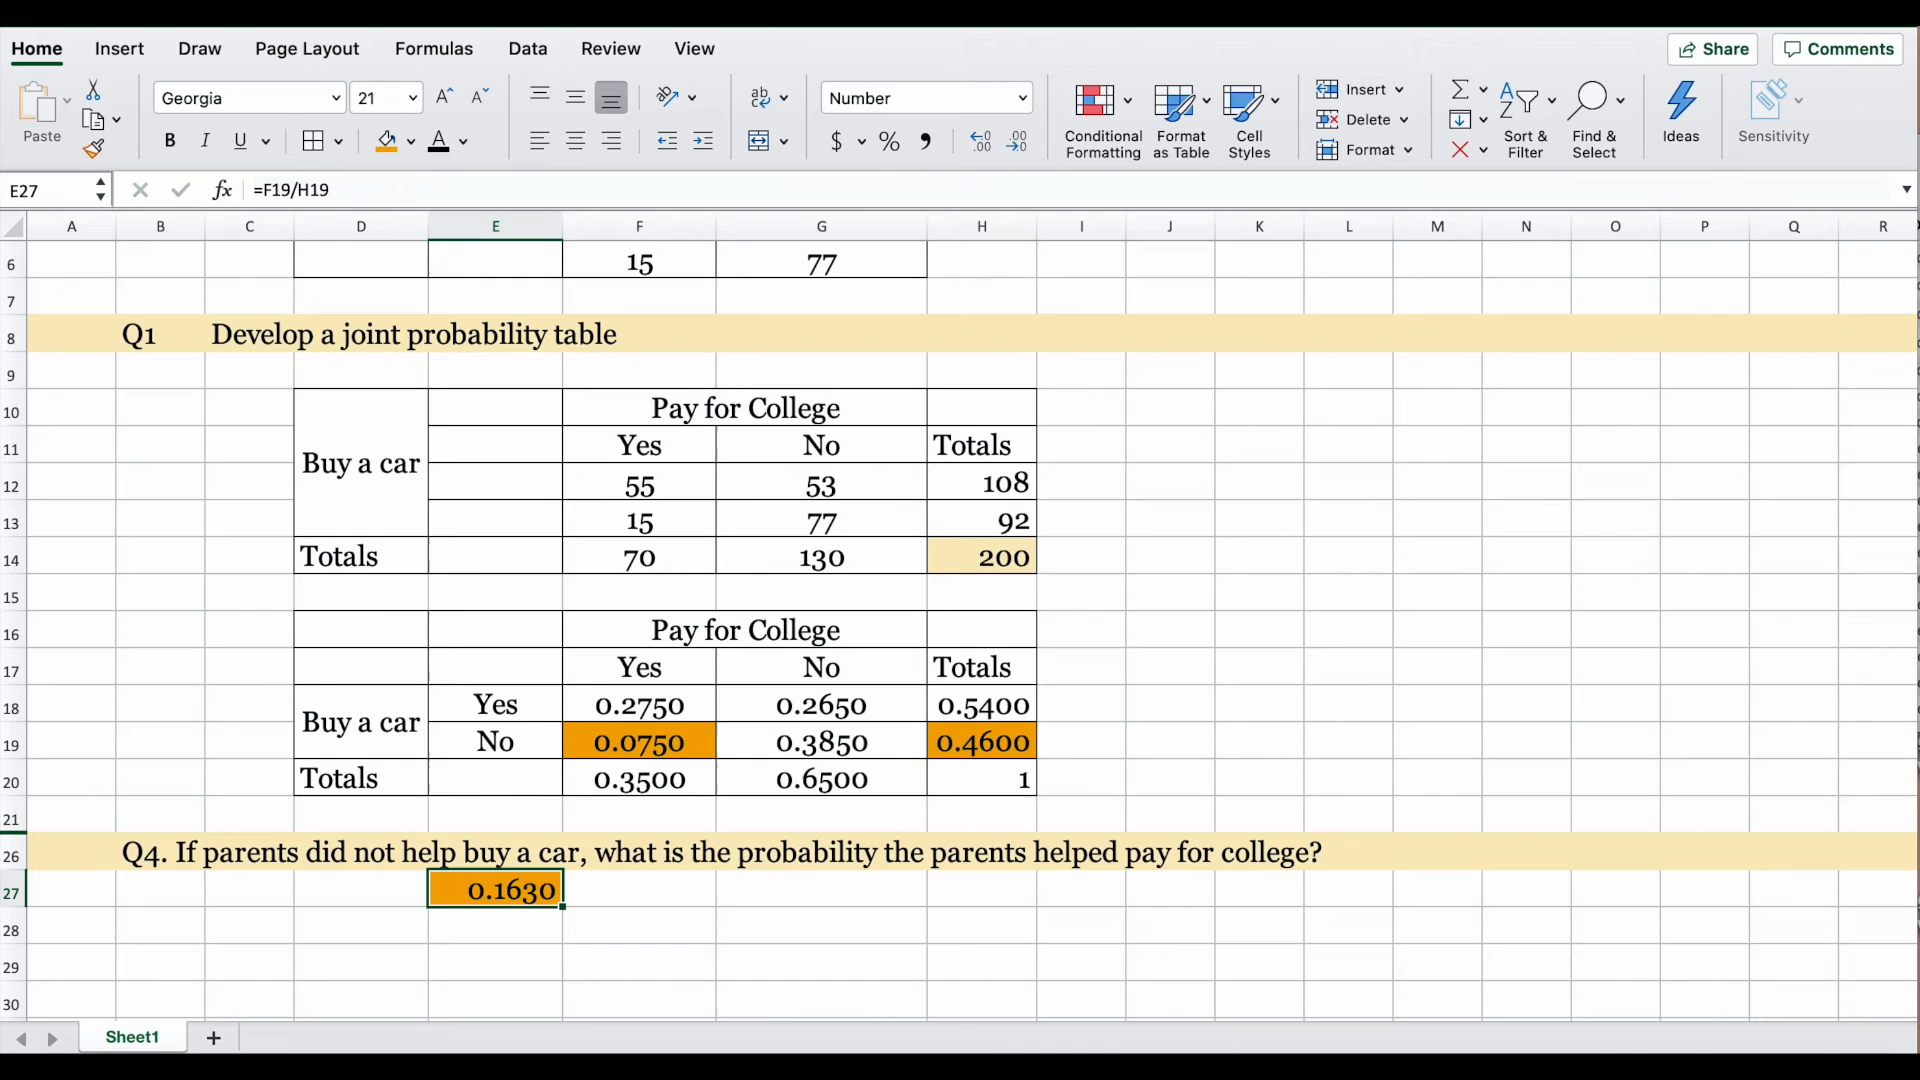 Home Insert Draw Page Layout Formulas Data Review View Share Comments
Paste Georgia 21 Number Conditional Formatting Format as Table Cell Styles Insert Delete Format Sort & Filter Find & Select Ideas Sensitivity
B I U A $ % ab
E27 fx =F19/H19
A B C D E F G H I J K L M N O P Q R
6 15 77
7
8 Q1 Develop a joint probability table
9
10 Pay for College
11 Yes No Totals
Buy a car
12 55 53 108
13 15 77 92
14 Totals 70 130 200
15
16 Pay for College
17 Yes No Totals
18 Yes 0.2750 0.2650 0.5400
Buy a car
19 No 0.0750 0.3850 0.4600
20 Totals 0.3500 0.6500 1
21
26 Q4. If parents did not help buy a car, what is the probability the parents helped pay for college?
27 0.1630
28
29
30
Sheet1